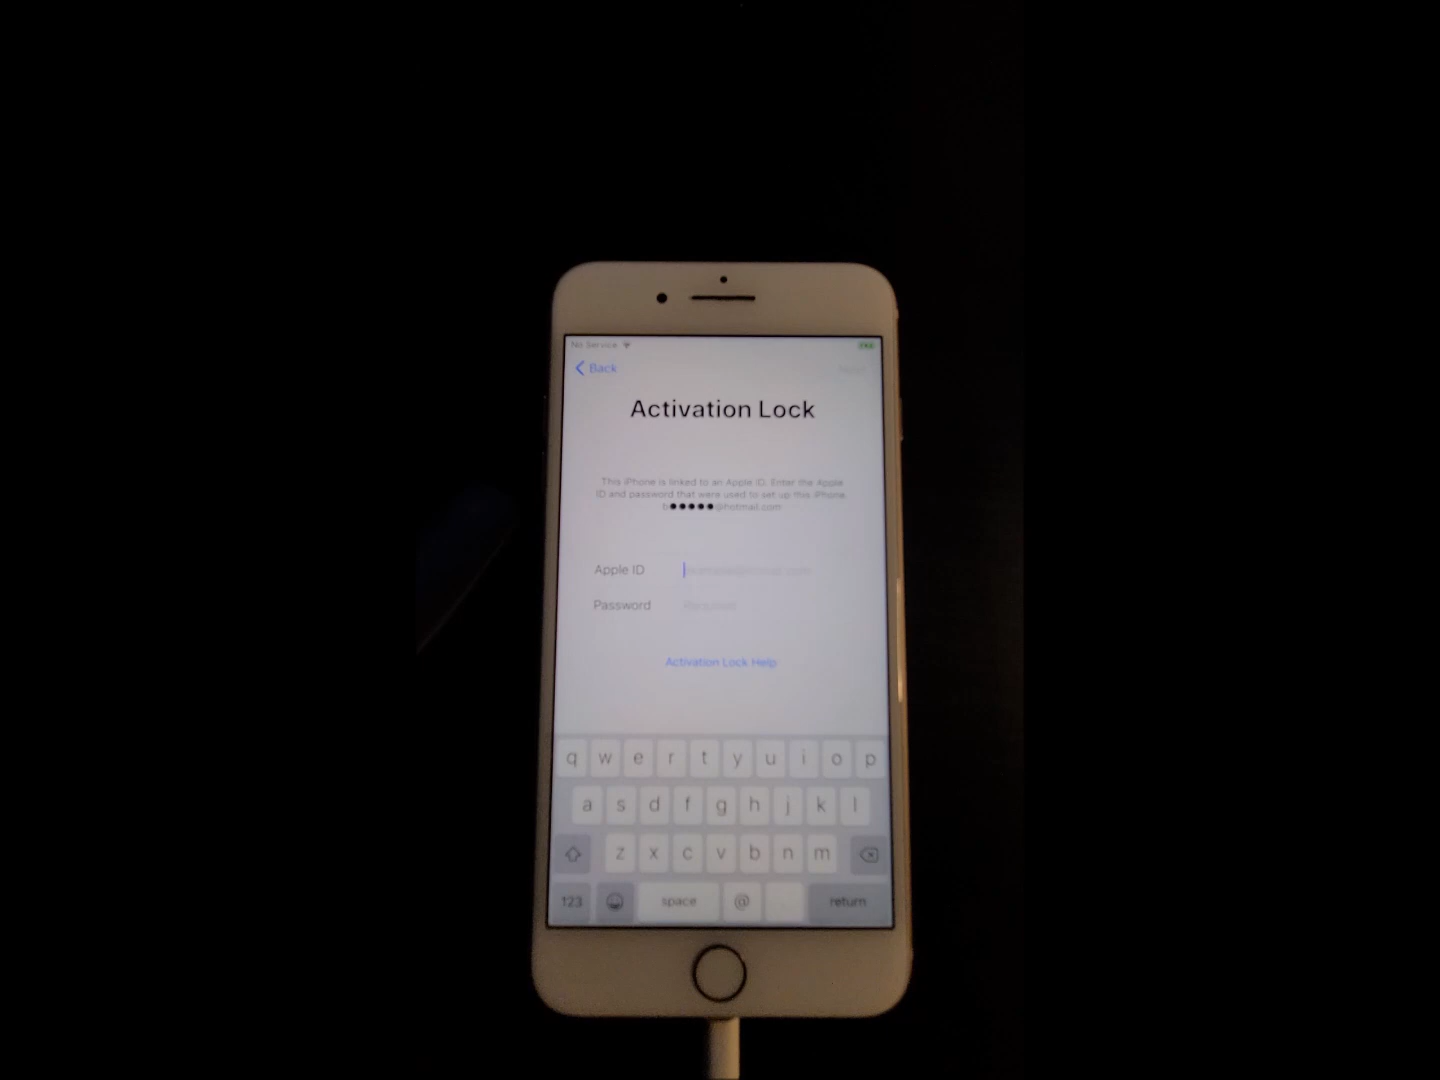 No Service
Back
Activation Lock
This iPhone is linked to an Apple ID. Enter the Apple
ID and password that were used to set up this iPhone.
b●●●●●@hotmail.com
Apple ID
Password
Required
Activation Lock Help
q w e r t y u i o p
a s d f g h j k l
z x c v b n m
123 space @ return